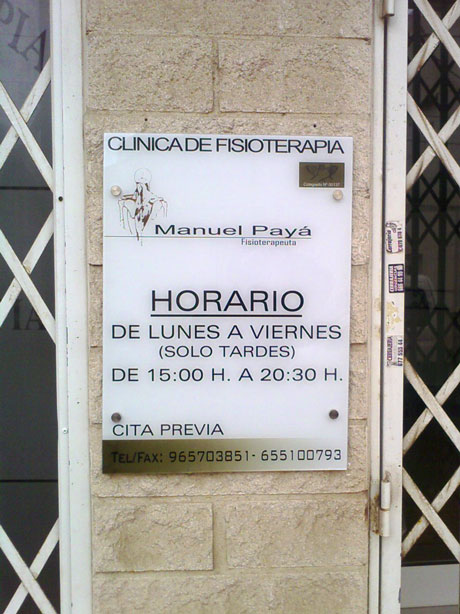 CLINICA DE FISIOTERAPIA
Manuel Payá
Fisioterapeuta
HORARIO
DE LUNES A VIERNES
(SOLO TARDES)
DE 15:00 H. A 20:30 H.
CITA PREVIA
TEL/FAX: 965703851- 655100793